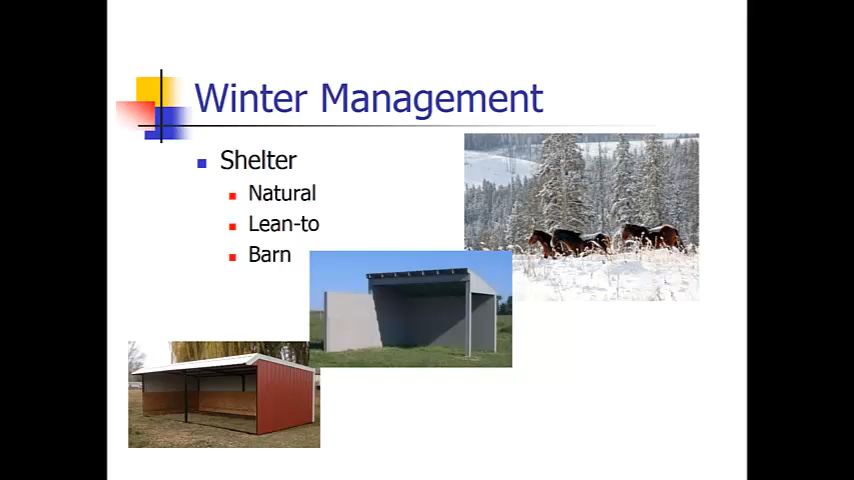 Winter Management
Shelter
Natural
Lean-to
Barn